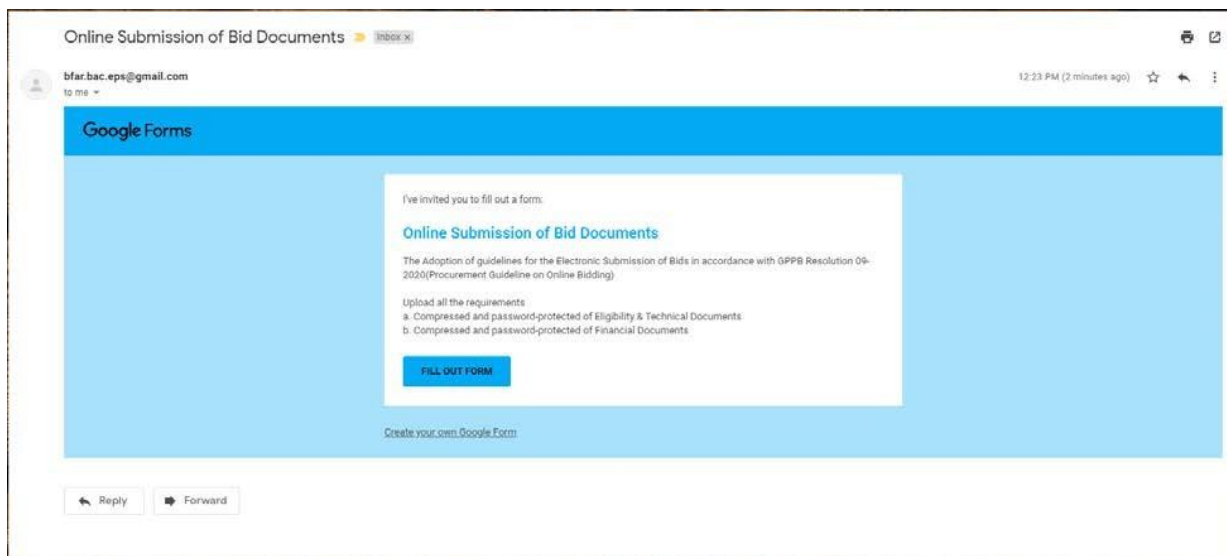 Online Submission of Bid Documents
Inbox x
bfar.bac.eps@gmail.com
12:23 PM (2 minutes ago)
to me
Google Forms
I've invited you to fill out a form:
Online Submission of Bid Documents
The Adoption of guidelines for the Electronic Submission of Bids in accordance with GPPB Resolution 09-
2020(Procurement Guideline on Online Bidding)
Upload all the requirements
a. Compressed and password-protected of Eligibility & Technical Documents
b. Compressed and password-protected of Financial Documents
FILL OUT FORM
Create your own Google Form
Reply
Forward